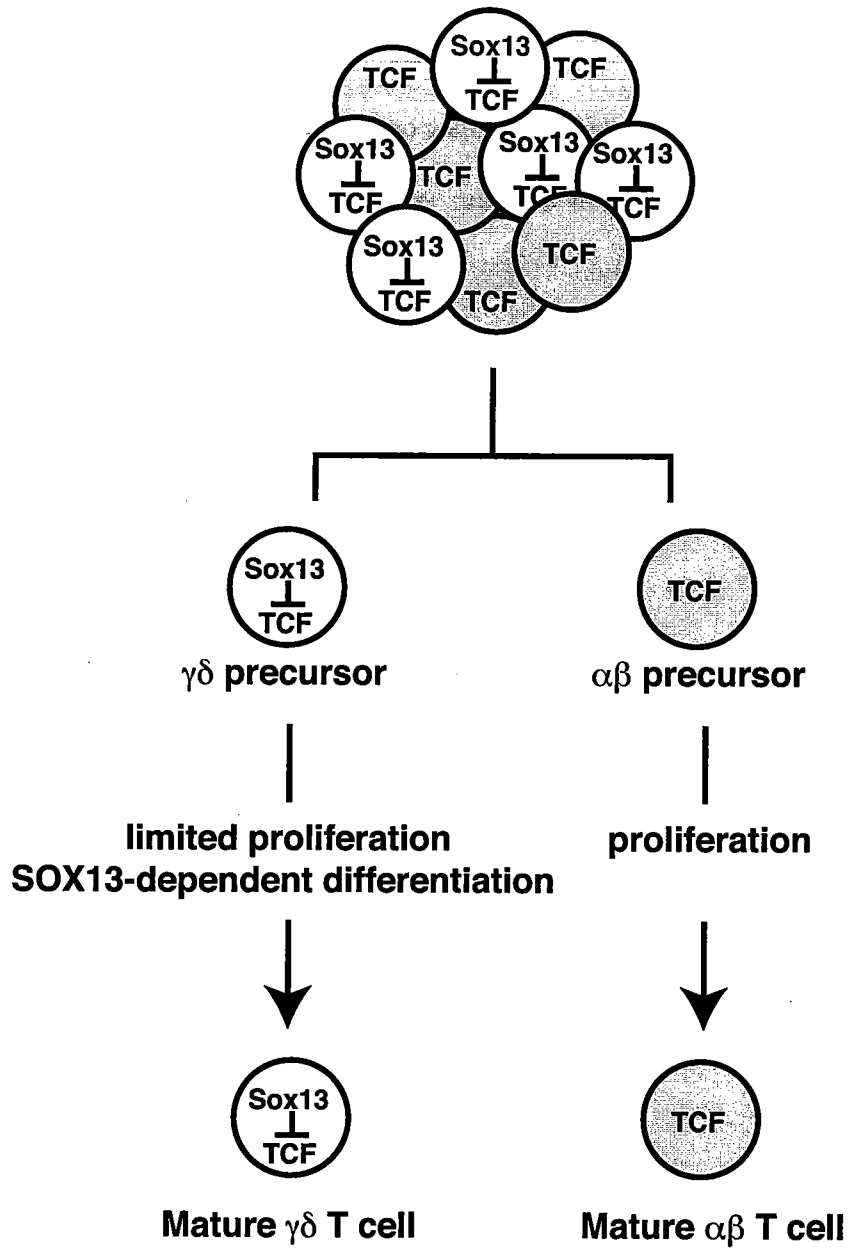 Sox13
TCF
TCF
TCF
Sox13
TCF
TCF
Sox13
TCF
Sox13
TCF
Sox13
TCF
TCF
TCF
Sox13
TCF
TCF
γδ precursor
αβ precursor
limited proliferation
SOX13-dependent differentiation
proliferation
Sox13
TCF
TCF
Mature γδ T cell
Mature αβ T cell